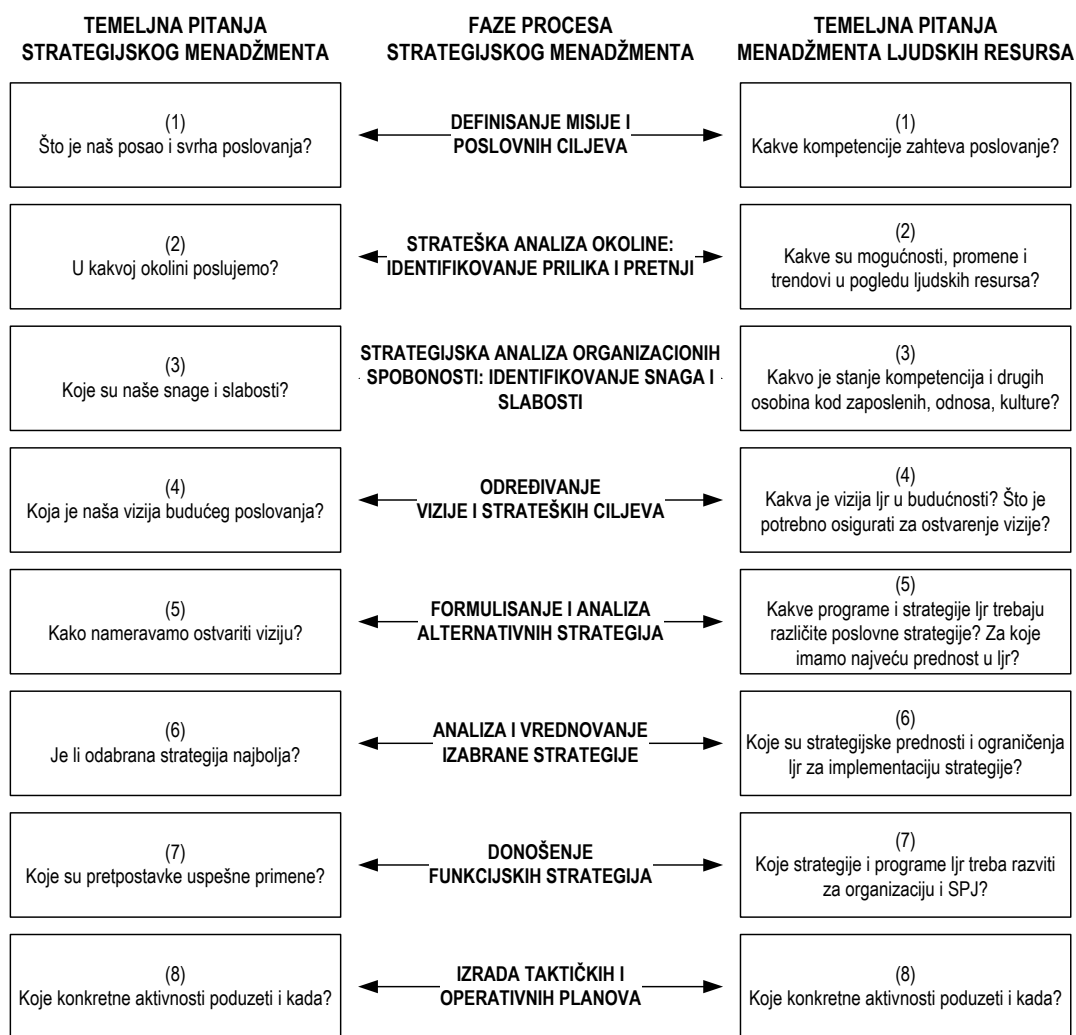 TEMELJNA PITANJA
STRATEGIJSKOG MENADŽMENTA
FAZE PROCESA
STRATEGIJSKOG MENADŽMENTA
TEMELJNA PITANJA
MENADŽMENTA LJUDSKIH RESURSA
(1)
Što je naš posao i svrha poslovanja?
DEFINISANJE MISIJE I
POSLOVNIH CILJEVA
(1)
Kakve kompetencije zahteva poslovanje?
(2)
U kakvoj okolini poslujemo?
STRATEŠKA ANALIZA OKOLINE:
IDENTIFIKOVANJE PRILIKA I PRETNJI
(2)
Kakve su mogućnosti, promene i
trendovi u pogledu ljudskih resursa?
(3)
Koje su naše snage i slabosti?
STRATEGIJSKA ANALIZA ORGANIZACIONIH
SPOBONOSTI: IDENTIFIKOVANJE SNAGA I
SLABOSTI
(3)
Kakvo je stanje kompetencija i drugih
osobina kod zaposlenih, odnosa, kulture?
(4)
Koja je naša vizija budućeg poslovanja?
ODREĐIVANJE
VIZIJE I STRATEŠKIH CILJEVA
(4)
Kakva je vizija ljr u budućnosti? Što je
potrebno osigurati za ostvarenje vizije?
(5)
Kako nameravamo ostvariti viziju?
FORMULISANJE I ANALIZA
ALTERNATIVNIH STRATEGIJA
(5)
Kakve programe i strategije ljr trebaju
različite poslovne strategije? Za koje
imamo najveću prednost u ljr?
(6)
Je li odabrana strategija najbolja?
ANALIZA I VREDNOVANJE
IZABRANE STRATEGIJE
(6)
Koje su strategijske prednosti i ograničenja
ljr za implementaciju strategije?
(7)
Koje su pretpostavke uspešne primene?
DONOŠENJE
FUNKCIJSKIH STRATEGIJA
(7)
Koje strategije i programe ljr treba razviti
za organizaciju i SPJ?
(8)
Koje konkretne aktivnosti poduzeti i kada?
IZRADA TAKTIČKIH I
OPERATIVNIH PLANOVA
(8)
Koje konkretne aktivnosti poduzeti i kada?